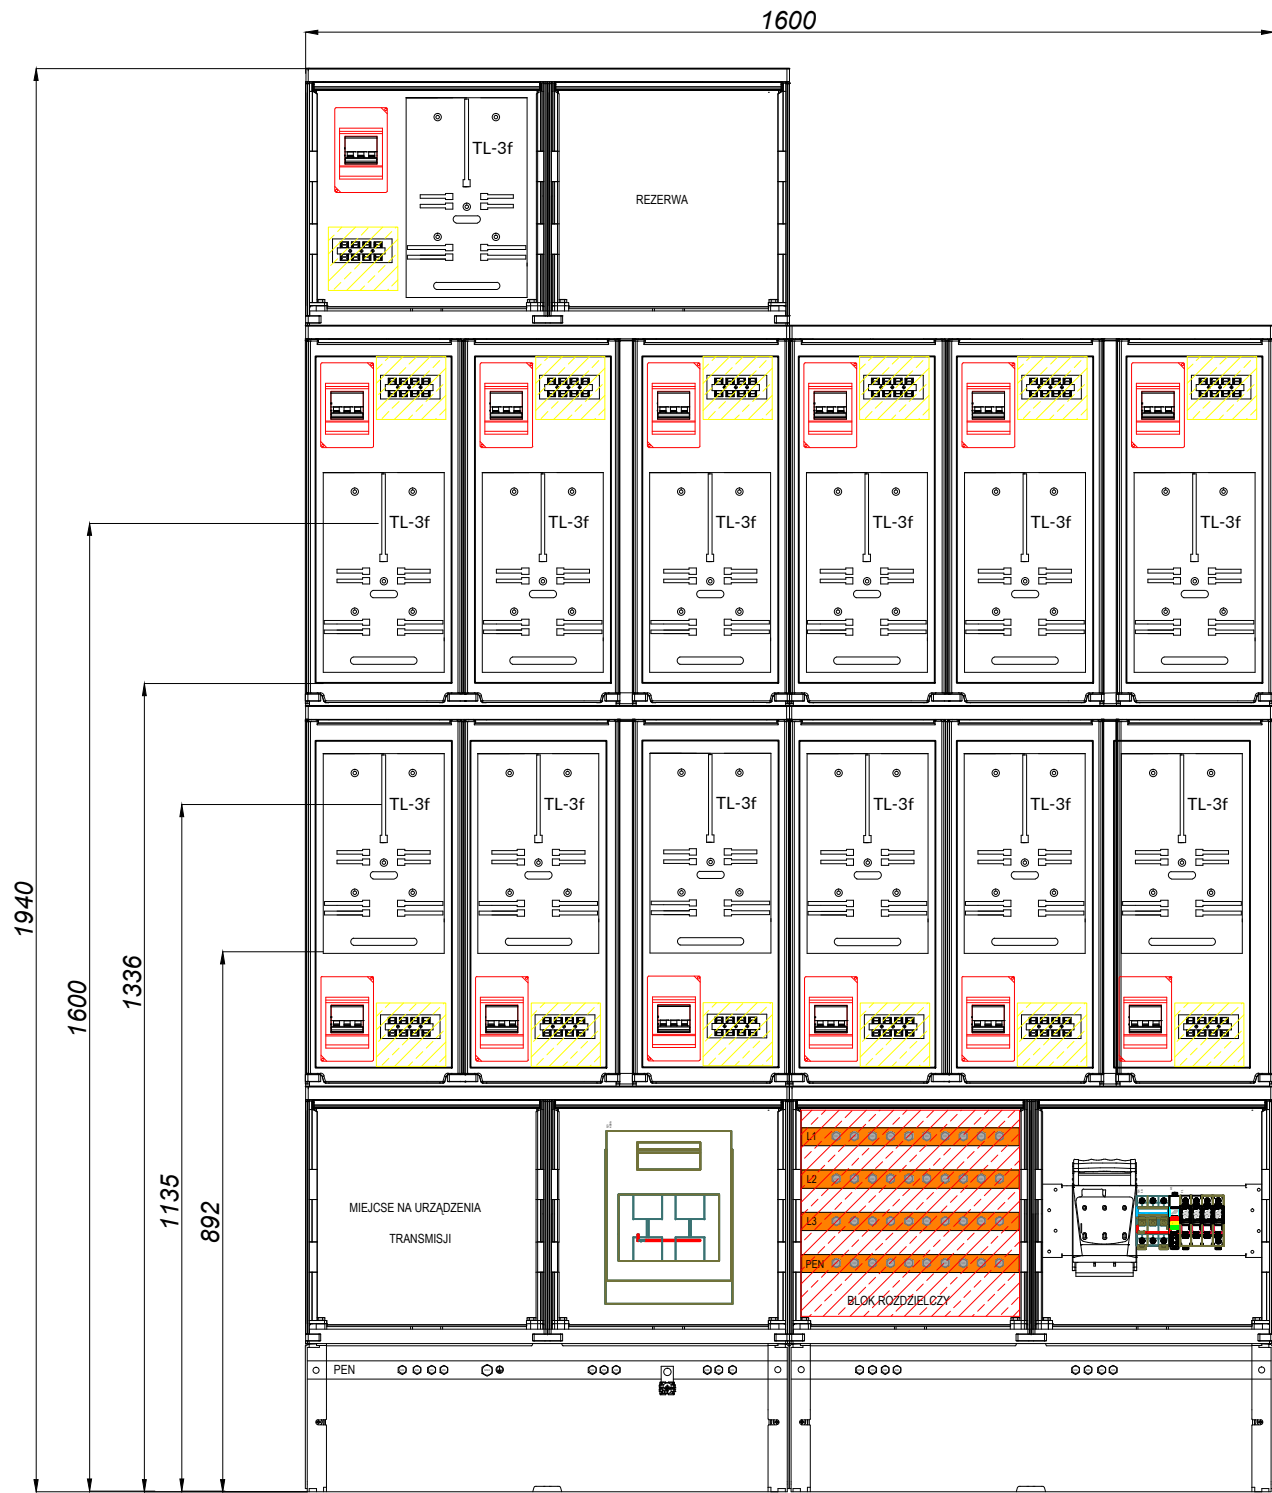 1600
TL-3f
REZERWA
TL-3f
TL-3f
TL-3f
TL-3f
TL-3f
TL-3f
TL-3f
TL-3f
TL-3f
TL-3f
TL-3f
TL-3f
1940
1600
1336
1135
892
MIEJCSE NA URZĄDZENIA
TRANSMISJI
L1
L2
L3
PEN
BLOK ROZDZIELCZY
PEN